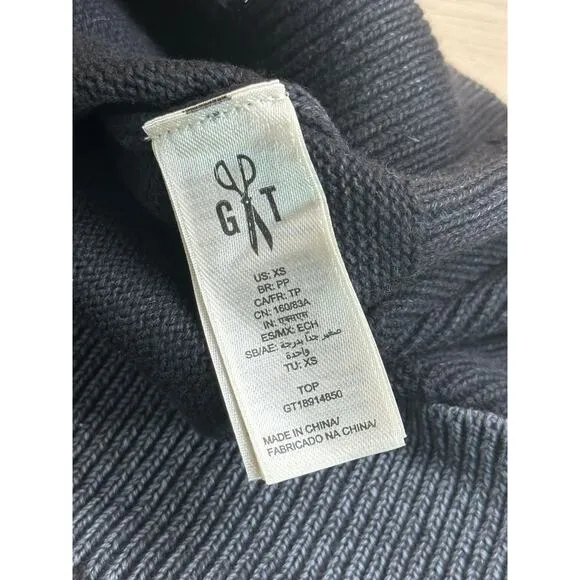 G T
US: XS
BR: PP
CA/FR: TP
CN: 160/83A
IN: एक्सएस
ES/MX: ECH
SB/AE: صغير جداً بدرجة
واحدة
TU: XS
TOP
GT18914850
MADE IN CHINA/
FABRICADO NA CHINA/